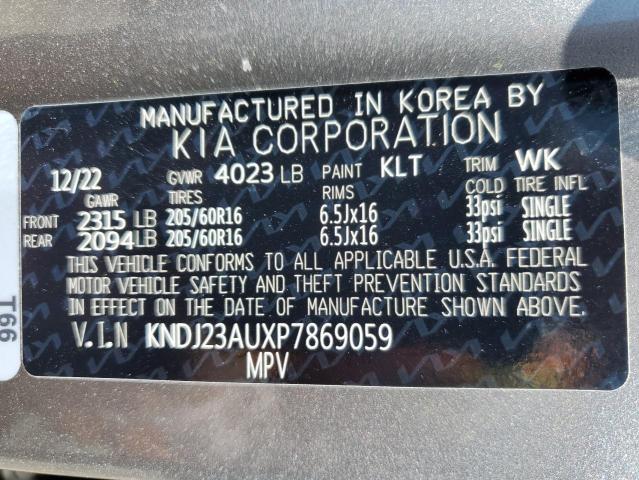 MANUFACTURED IN KOREA BY
KIA CORPORATION
12/22 GVWR 4023 LB PAINT KLT TRIM WK
GAWR TIRES RIMS COLD TIRE INFL
FRONT 2315 LB 205/60R16 6.5Jx16 33psi SINGLE
REAR 2094LB 205/60R16 6.5Jx16 33psi SINGLE
THIS VEHICLE CONFORMS TO ALL APPLICABLE U.S.A. FEDERAL
MOTOR VEHICLE SAFETY AND THEFT PREVENTION STANDARDS
IN EFFECT ON THE DATE OF MANUFACTURE SHOWN ABOVE.
V.I.N KNDJ23AUXP7869059
MPV
T66